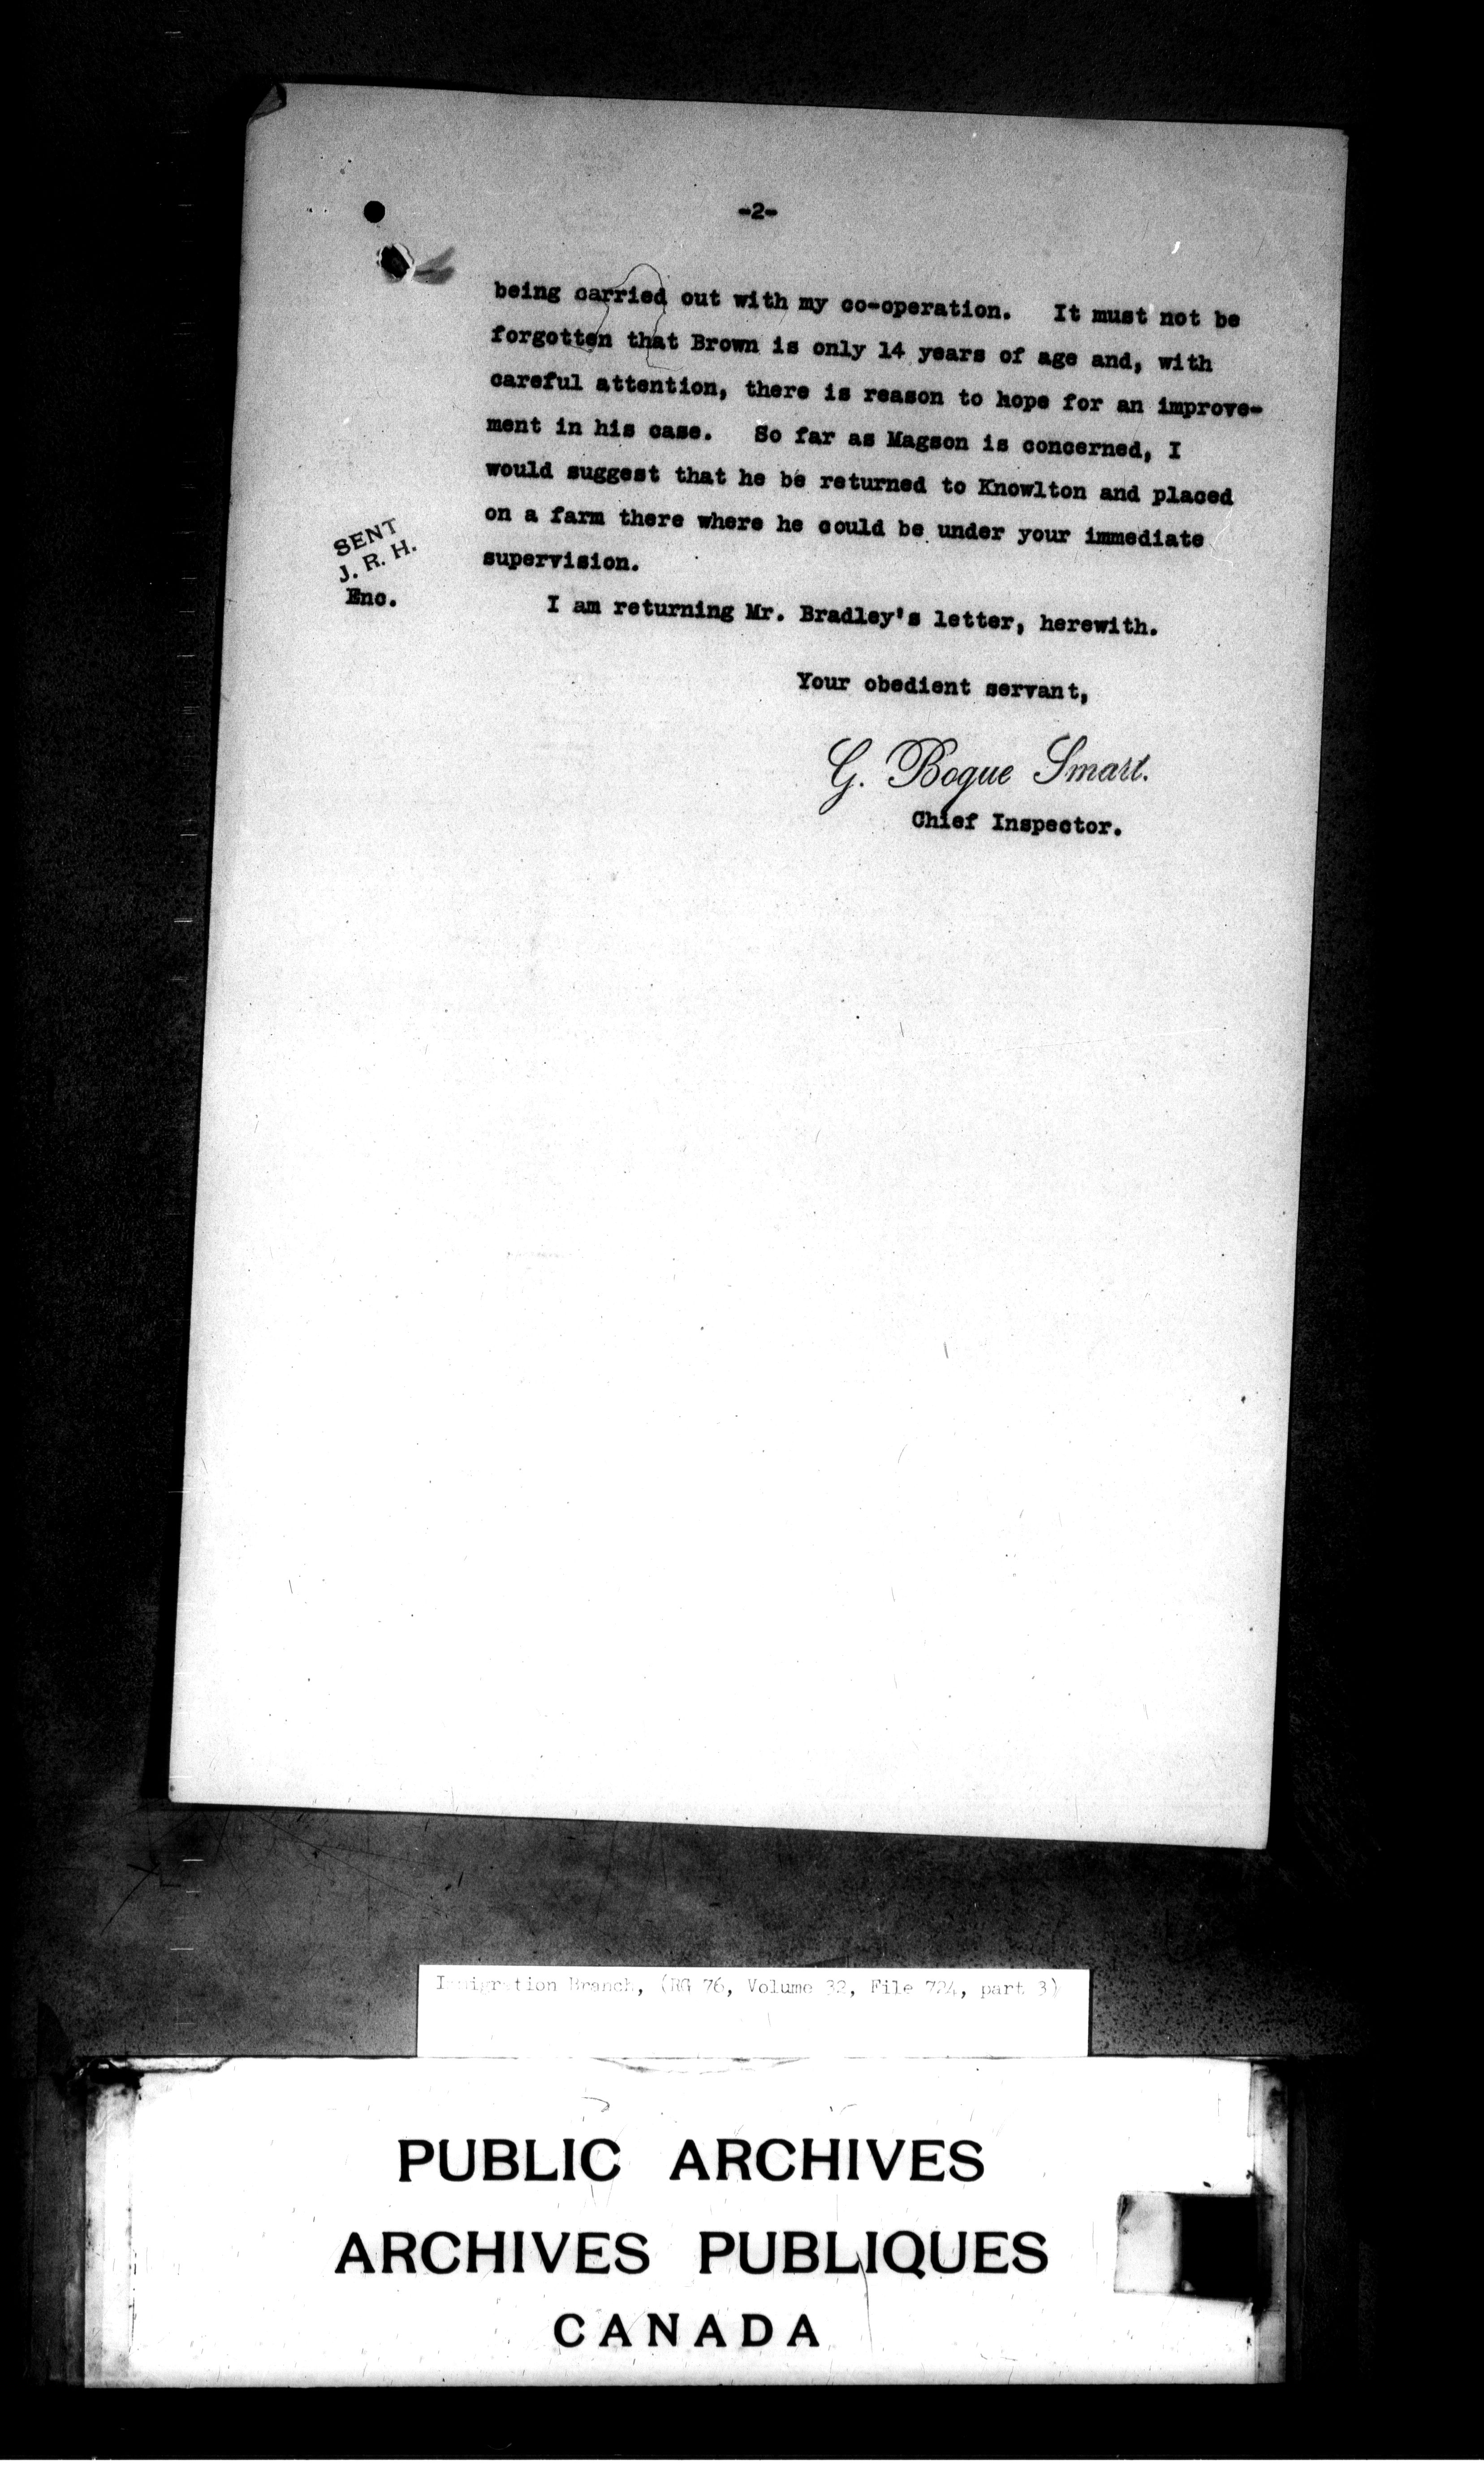 -2-
being carried out with my co-operation. It must not be
forgotten that Brown is only 14 years of age and, with
careful attention, there is reason to hope for an improve-
ment in his case. So far as Magson is concerned, I
would suggest that he be returned to Knowlton and placed
on a farm there where he could be under your immediate
supervision.
SENT
J. R. H.
Enc.
I am returning Mr. Bradley's letter, herewith.
Your obedient servant,
G. Bogue Smart.
Chief Inspector.
Immigration Branch, (RG 76, Volume 32, File 724, part 3)
PUBLIC ARCHIVES
ARCHIVES PUBLIQUES
CANADA